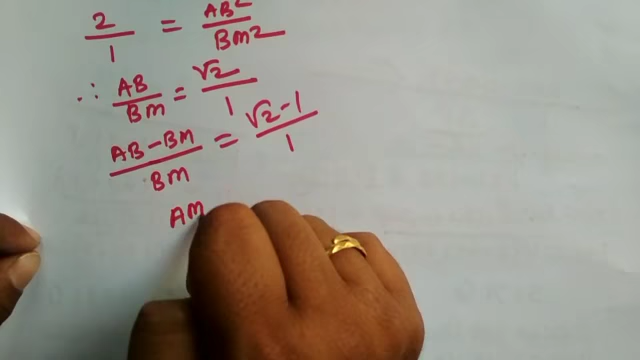 2/1 = AB²/BM²
∴ AB/BM = √2/1
AB-BM/BM = √2-1/1
AM